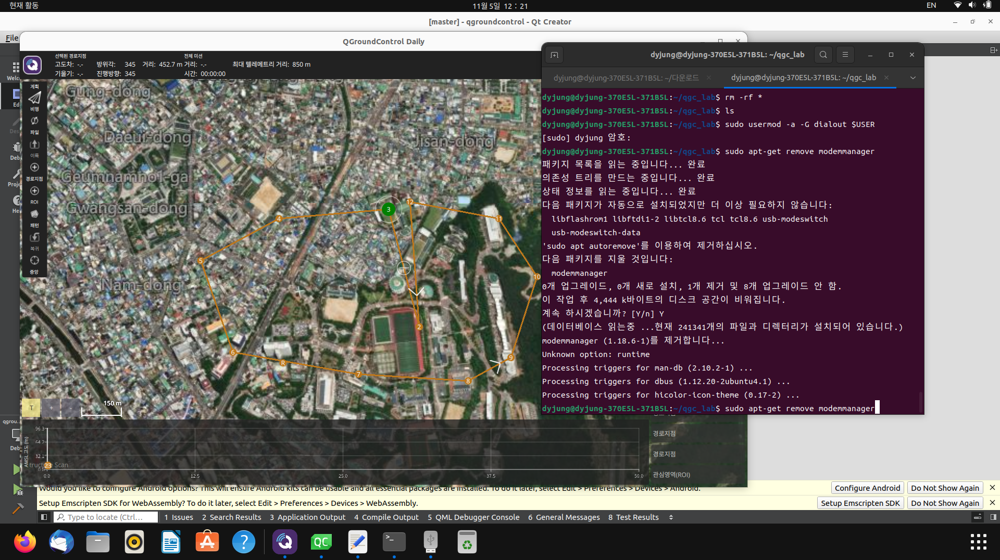 현재 활동
11월 5일 12 : 21
EN
[master] - qgroundcontrol - Qt Creator
File
QGroundControl Daily
선택된 경로지점
전체 미션
고도차: -.-
방위각: 345
거리: 452.7 m
거리: -.-
최대 텔레메트리 거리: 850 m
기울기: -.-
진행방향: 345
시간: 00:00:00
Welc
Ed
Des
Deb
Proje
He
계획
비행
파일
이륙
경로지점
ROI
패턴
복귀
중앙
Gung-dong
Daeui-dong
Jisan-dong
Geumnamno1-ga
Gwangsan-dong
Nam-dong
3
12
4
11
5
10
2
6
R
7
8
9
T
+
-
150 m
dyjung@dyjung-370E5L-371B5L: ~/qgc_lab
dyjung@dyjung-370E5L-371B5L: ~/다운로드
dyjung@dyjung-370E5L-371B5L: ~/qgc_lab
dyjung@dyjung-370E5L-371B5L:~/qgc_lab$ rm -rf *
dyjung@dyjung-370E5L-371B5L:~/qgc_lab$ ls
dyjung@dyjung-370E5L-371B5L:~/qgc_lab$ sudo usermod -a -G dialout $USER
[sudo] dyjung 암호:
dyjung@dyjung-370E5L-371B5L:~/qgc_lab$ sudo apt-get remove modemmanager
패키지 목록을 읽는 중입니다... 완료
의존성 트리를 만드는 중입니다... 완료
상태 정보를 읽는 중입니다... 완료
다음 패키지가 자동으로 설치되었지만 더 이상 필요하지 않습니다:
libflashrom1 libftdi1-2 libtcl8.6 tcl tcl8.6 usb-modeswitch
usb-modeswitch-data
'sudo apt autoremove'를 이용하여 제거하십시오.
다음 패키지를 지울 것입니다:
modemmanager
0개 업그레이드, 0개 새로 설치, 1개 제거 및 8개 업그레이드 안 함.
이 작업 후 4,444 k바이트의 디스크 공간이 비워집니다.
계속 하시겠습니까? [Y/n] Y
(데이터베이스 읽는중 ...현재 241341개의 파일과 디렉터리가 설치되어 있습니다.)
modemmanager (1.18.6-1)를 제거합니다...
Unknown option: runtime
Processing triggers for man-db (2.10.2-1) ...
Processing triggers for dbus (1.12.20-2ubuntu4.1) ...
Processing triggers for hicolor-icon-theme (0.17-2) ...
dyjung@dyjung-370E5L-371B5L:~/qgc_lab$ sudo apt-get remove modemmanager
qgrou...
Deb
AMSL 고도 (m)
96.3
64.2
32.1
0.0
23
tructure Scan
0.0
12.5
25.0
37.5
50.0
경로지점
경로지점
관심영역(ROI)
Would you like to configure Android options? This will ensure Android kits can be usable and all essential packages are installed. To do it later, select Edit > Preferences > Devices > Android.
Configure Android
Do Not Show Again
Setup Emscripten SDK for WebAssembly? To do it later, select Edit > Preferences > Devices > WebAssembly.
Setup Emscripten SDK
Do Not Show Again
Type to locate (Ctrl...
1 Issues
2 Search Results
3 Application Output
4 Compile Output
5 QML Debugger Console
6 General Messages
8 Test Results
QC
>_
?